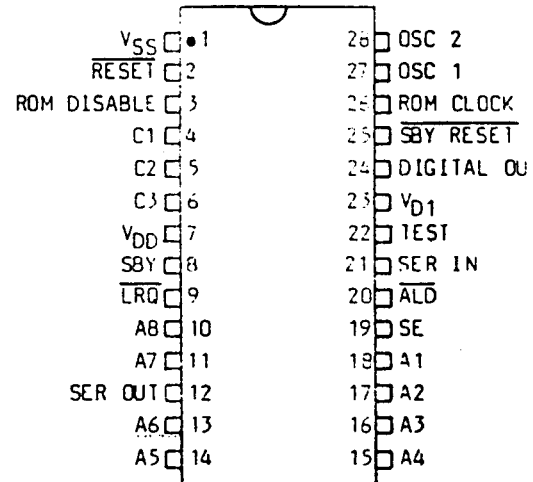 VSS 1 28 OSC 2
RESET 2 27 OSC 1
ROM DISABLE 3 26 ROM CLOCK
C1 4 25 SBY RESET
C2 5 24 DIGITAL OU
C3 6 23 VD1
VDD 7 22 TEST
SBY 8 21 SER IN
LRQ 9 20 ALD
A8 10 19 SE
A7 11 18 A1
SER OUT 12 17 A2
A6 13 16 A3
A5 14 15 A4